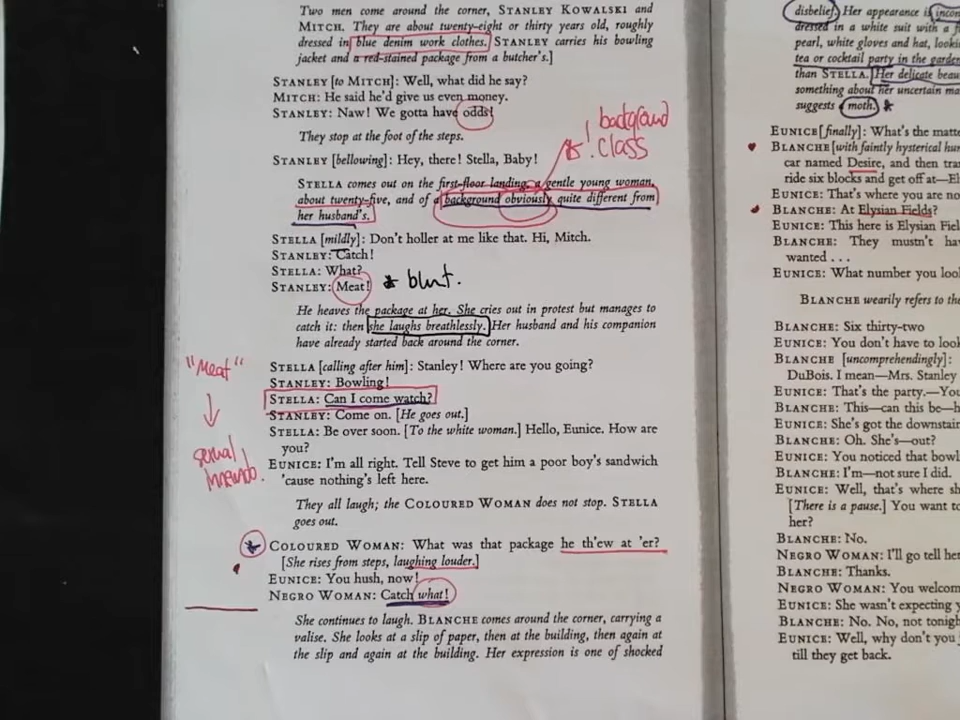 Two men come around the corner, STANLEY KOWALSKI and
MITCH. They are about twenty-eight or thirty years old, roughly
dressed in blue denim work clothes. STANLEY carries his bowling
jacket and a red-stained package from a butcher's.]
STANLEY [to MITCH]: Well, what did he say?
MITCH: He said he'd give us even money.
STANLEY: Naw! We gotta have odds!
They stop at the foot of the steps.
background
class
STANLEY [bellowing]: Hey, there! Stella, Baby!
STELLA comes out on the first-floor landing, a gentle young woman,
about twenty-five, and of a background obviously quite different from
her husband's.
STELLA [mildly]: Don't holler at me like that. Hi, Mitch.
STANLEY: Catch!
STELLA: What?
STANLEY: Meat!
blunt.
He heaves the package at her. She cries out in protest but manages to
catch it: then she laughs breathlessly. Her husband and his companion
have already started back around the corner.
STELLA [calling after him]: Stanley! Where are you going?
STANLEY: Bowling!
STELLA: Can I come watch?
STANLEY: Come on. [He goes out.]
STELLA: Be over soon. [To the white woman.] Hello, Eunice. How are
you?
EUNICE: I'm all right. Tell Steve to get him a poor boy's sandwich
'cause nothing's left here.
They all laugh; the COLOURED WOMAN does not stop. STELLA
goes out.
"Meat"
sexual
COLOURED WOMAN: What was that package he th'ew at 'er?
[She rises from steps, laughing louder.]
EUNICE: You hush, now!
NEGRO WOMAN: Catch what!
She continues to laugh. BLANCHE comes around the corner, carrying a
valise. She looks at a slip of paper, then at the building, then again at
the slip and again at the building. Her expression is one of shocked
disbelief. Her appearance is
dressed in a white suit with a
pearl, white gloves and hat,
tea or cocktail party in the garden
than STELLA. Her delicate
something about her uncertain
suggests moth.
EUNICE [finally]: What's the
BLANCHE [with faintly hysterical
car named Desire, and then
ride six blocks and get off at—
EUNICE: That's where you are
BLANCHE: At Elysian Fields?
EUNICE: This here is Elysian
BLANCHE: They mustn't
wanted . . .
EUNICE: What number you
BLANCHE wearily refers to the
BLANCHE: Six thirty-two
EUNICE: You don't have to
BLANCHE [uncomprehendingly]:
DuBois. I mean—Mrs. Stanley
EUNICE: That's the party.—
BLANCHE: This—can this be—
EUNICE: She's got the
BLANCHE: Oh. She's—out?
EUNICE: You noticed that
BLANCHE: I'm—not sure I did.
EUNICE: Well, that's where
[There is a pause.] You want
her?
BLANCHE: No.
NEGRO WOMAN: I'll go tell
BLANCHE: Thanks.
NEGRO WOMAN: You
EUNICE: She wasn't expecting
BLANCHE: No. No, not
EUNICE: Well, why don't you
till they get back.